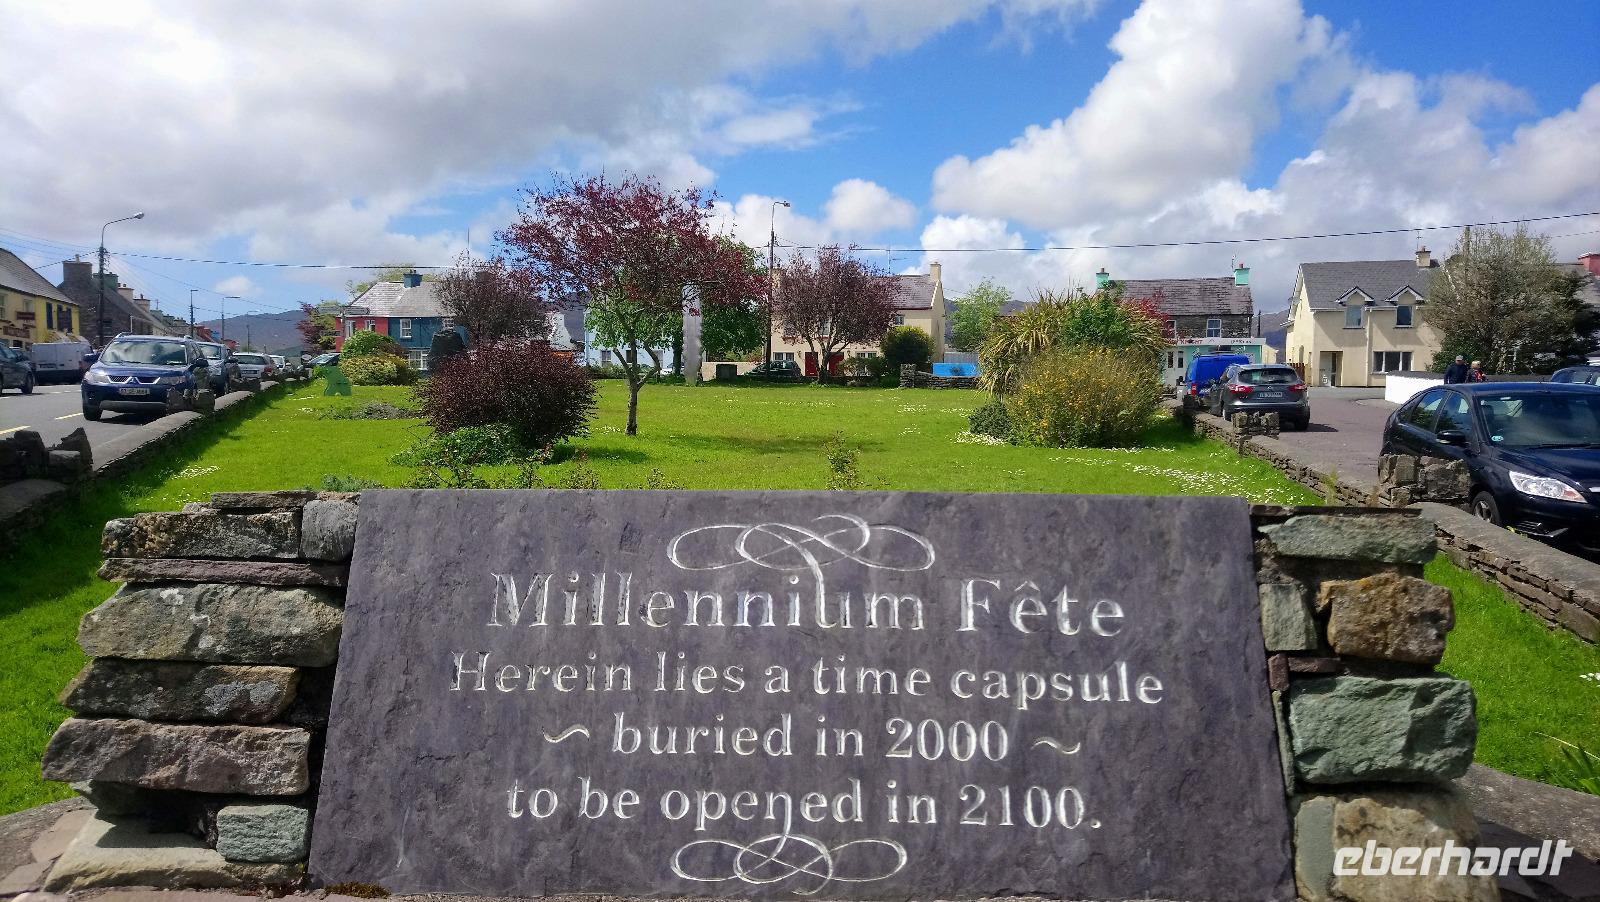 Millennium Fête
Herein lies a time capsule
~ buried in 2000 ~
to be opened in 2100.
eberhardt